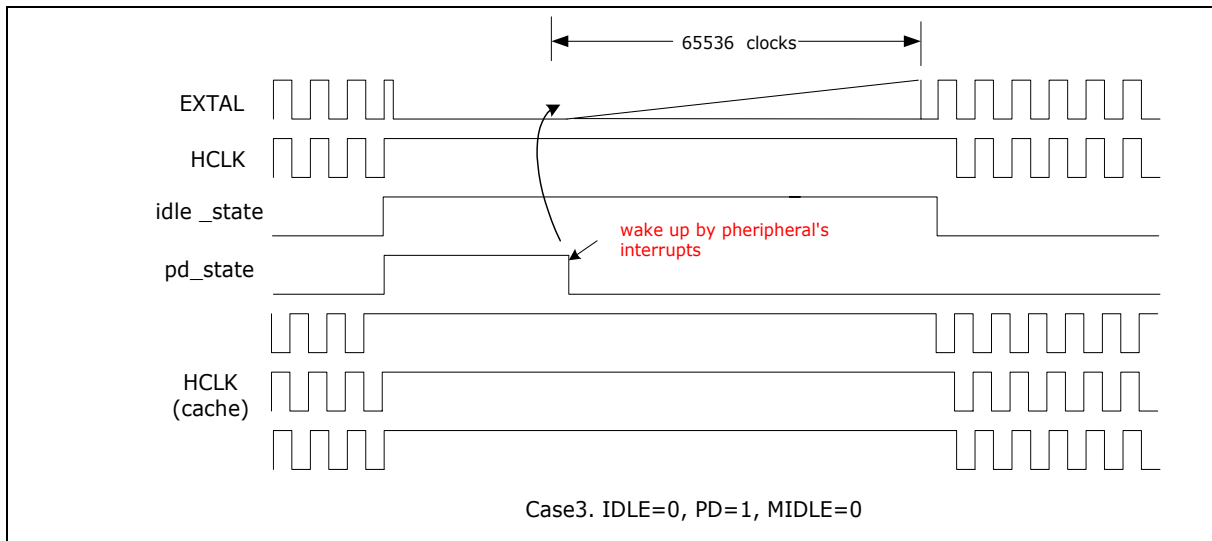 65536 clocks
EXTAL
HCLK
idle _state
wake up by pheripheral's
interrupts
pd_state
HCLK
(cache)
Case3. IDLE=0, PD=1, MIDLE=0